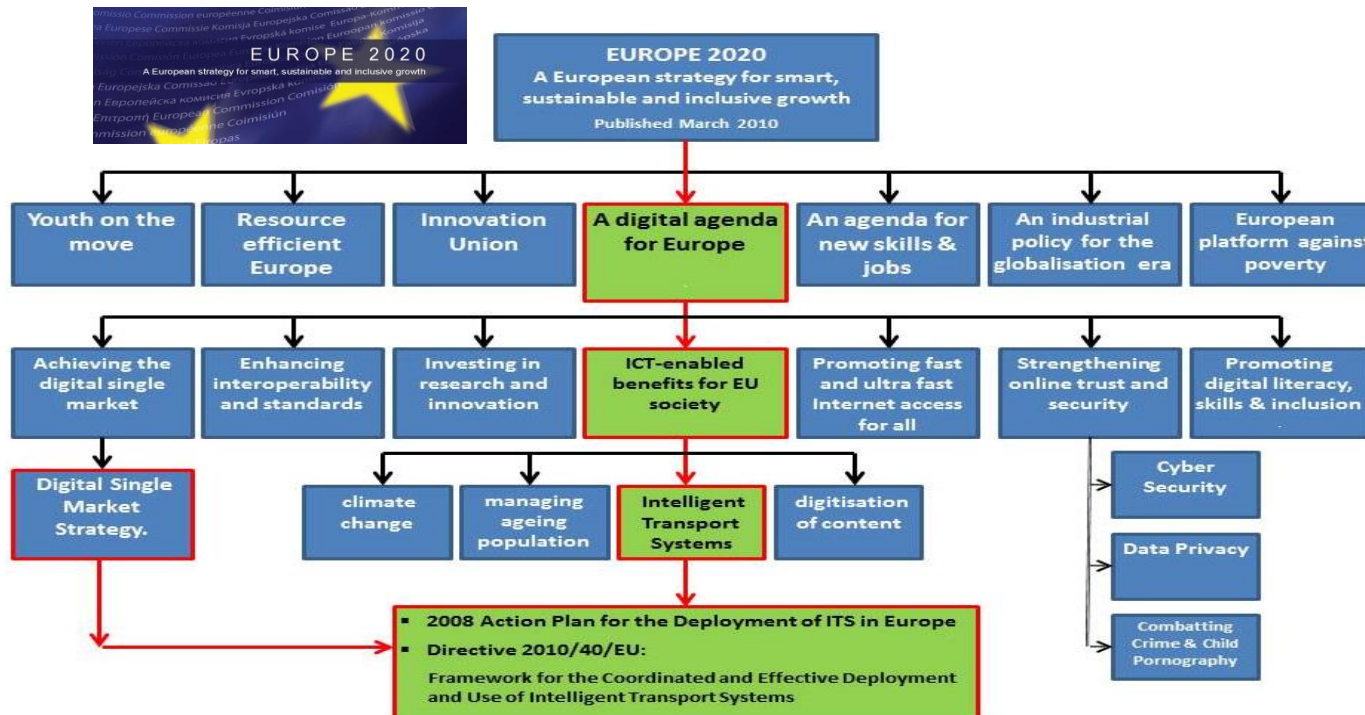 EUROPE 2020
A European strategy for smart, sustainable and inclusive growth
EUROPE 2020
A European strategy for smart,
sustainable and inclusive growth
Published March 2010
Youth on the
move
Resource
efficient
Europe
Innovation
Union
A digital agenda
for Europe
An agenda for
new skills &
jobs
An industrial
policy for the
globalisation era
European
platform against
poverty
Achieving the
digital single
market
Enhancing
interoperability
and standards
Investing in
research and
innovation
ICT-enabled
benefits for EU
society
Promoting fast
and ultra fast
Internet access
for all
Strengthening
online trust and
security
Promoting
digital literacy,
skills & inclusion
Digital Single
Market
Strategy.
climate
change
managing
ageing
population
Intelligent
Transport
Systems
digitisation
of content
Cyber
Security
Data Privacy
Combatting
Crime & Child
Pornography
▪ 2008 Action Plan for the Deployment of ITS in Europe
▪ Directive 2010/40/EU:
Framework for the Coordinated and Effective Deployment
and Use of Intelligent Transport Systems